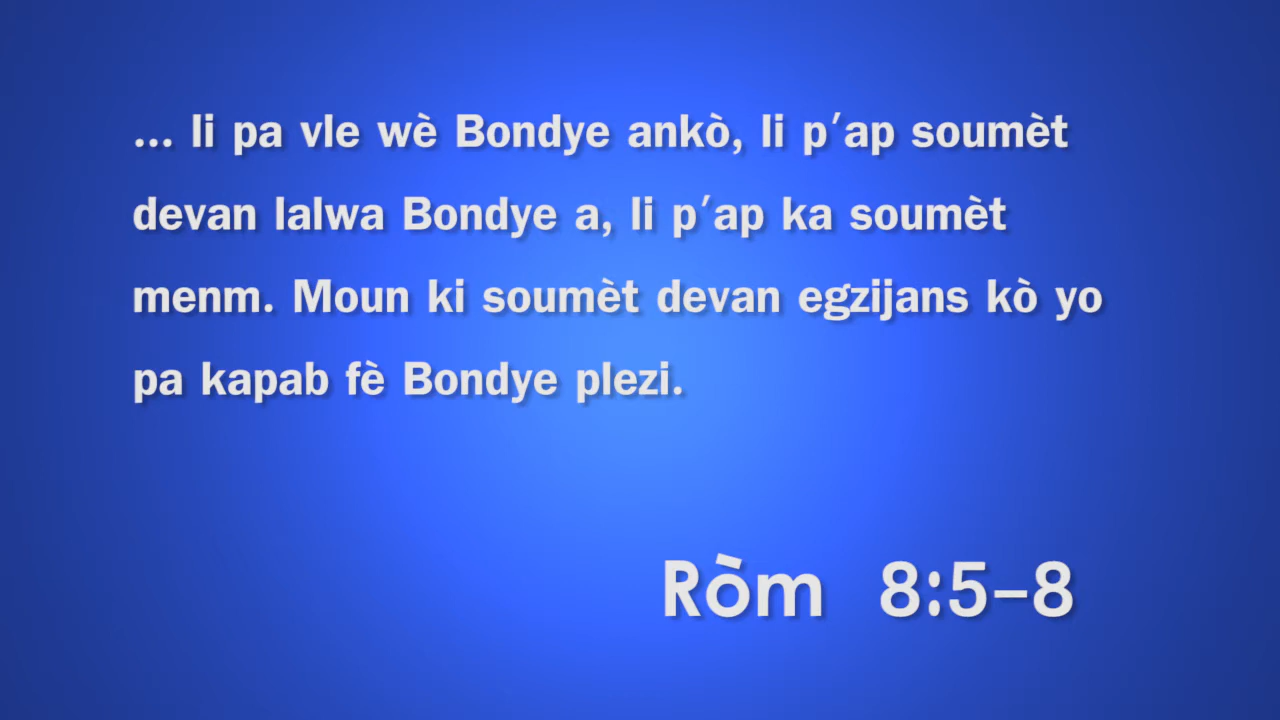 ... li pa vle wè Bondye ankò, li p′ap soumèt
devan lalwa Bondye a, li p′ap ka soumèt
menm. Moun ki soumèt devan egzijans kò yo
pa kapab fè Bondye plezi.
Ròm 8:5–8